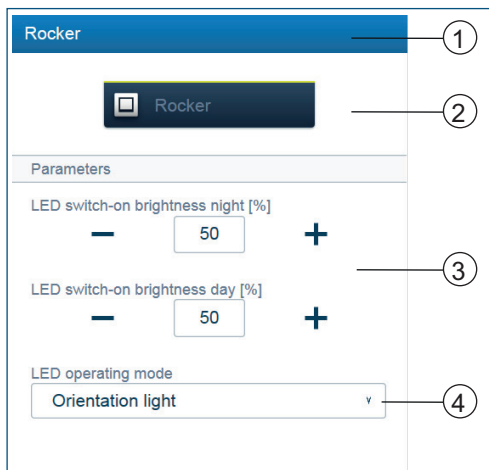 Rocker
1
Rocker
2
Parameters
LED switch-on brightness night [%]
− 50 +
3
LED switch-on brightness day [%]
− 50 +
LED operating mode
Orientation light ∨
4